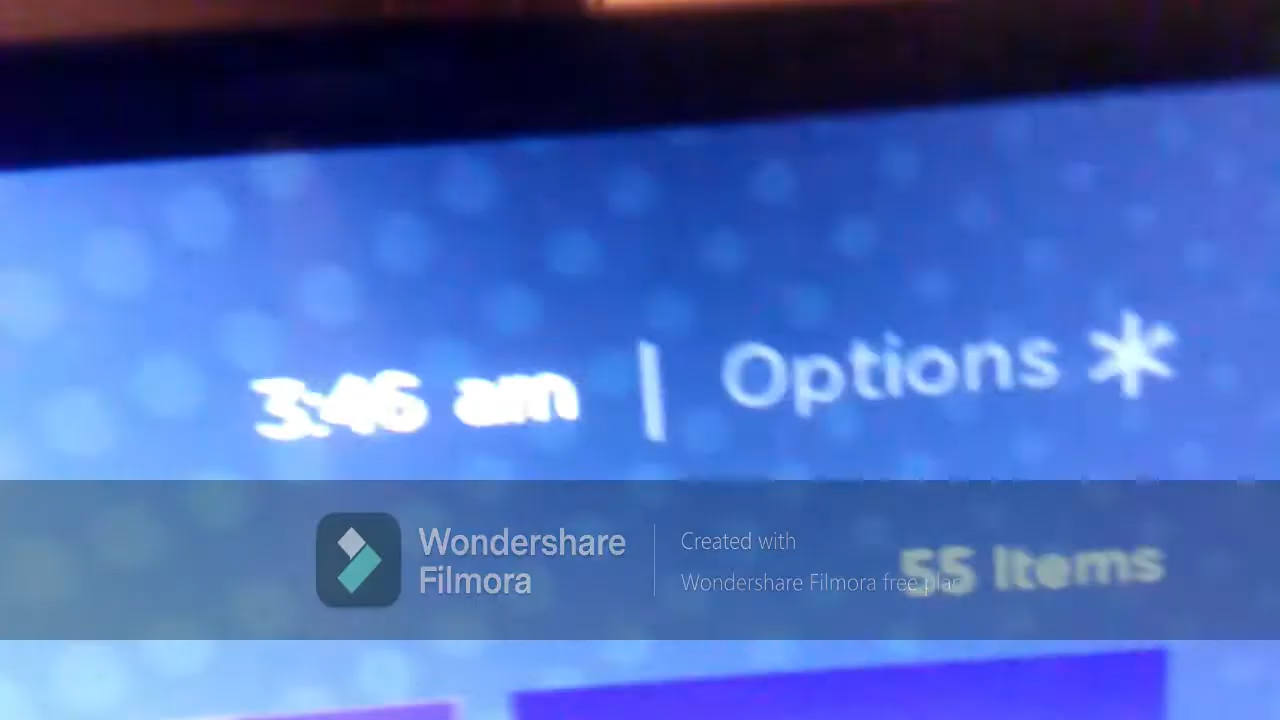 3:46 am | Options *
Wondershare
Filmora
Created with
Wondershare Filmora free plan
55 Items